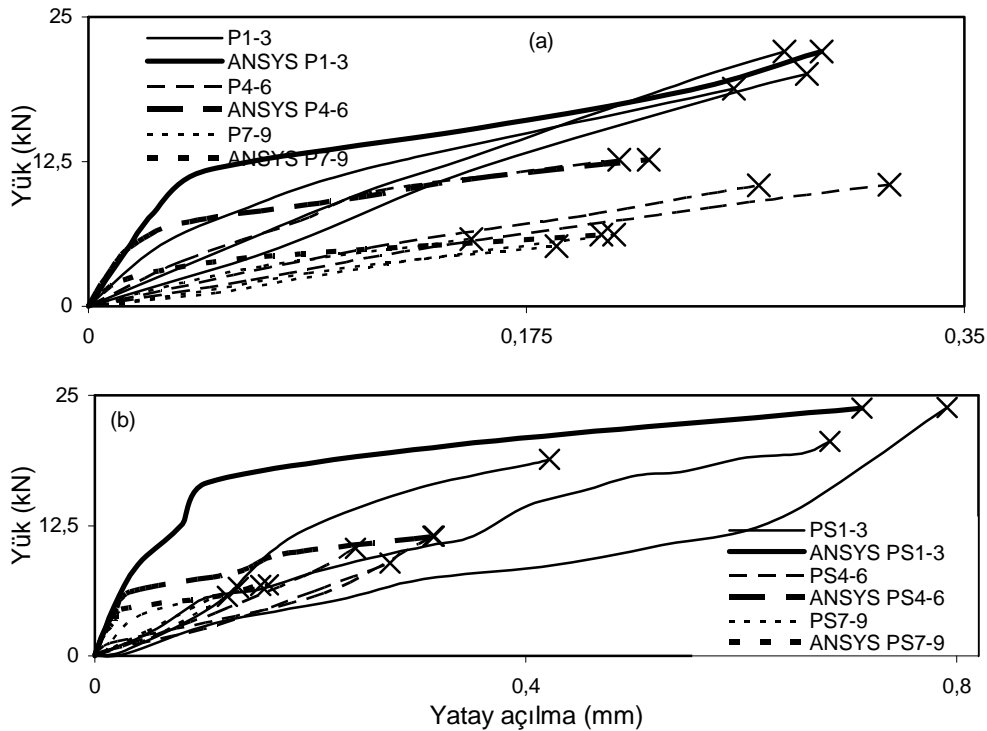 25
(a)
P1-3
ANSYS P1-3
P4-6
ANSYS P4-6
P7-9
ANSYS P7-9
12,5
0
Yük (kN)
0
0,175
0,35
25
(b)
12,5
0
Yük (kN)
PS1-3
ANSYS PS1-3
PS4-6
ANSYS PS4-6
PS7-9
ANSYS PS7-9
0
0,4
0,8
Yatay açılma (mm)